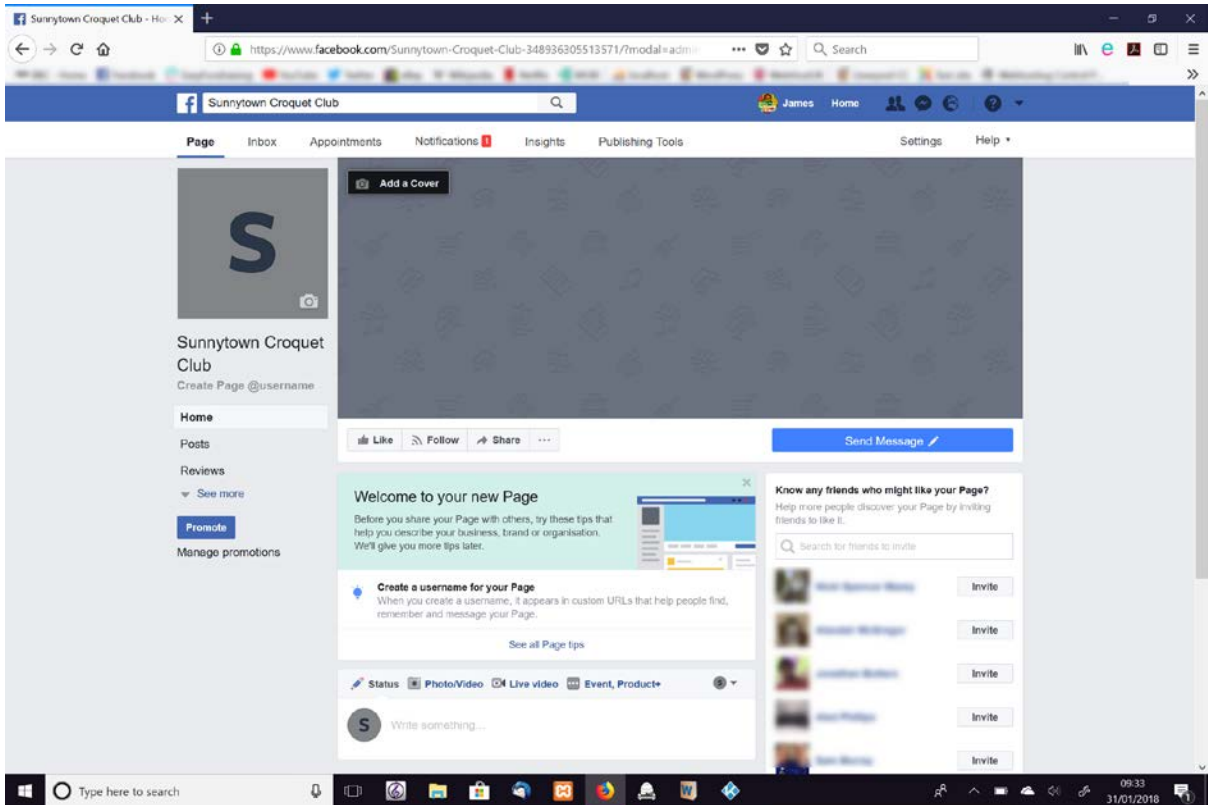 Sunnytown Croquet Club - Ho
https://www.facebook.com/Sunnytown-Croquet-Club-348936305513571/?modal=admi
Search
Sunnytown Croquet Club
James Home
Page Inbox Appointments Notifications 1 Insights Publishing Tools Settings Help
Add a Cover
S
Sunnytown Croquet
Club
Create Page @username
Home
Posts
Reviews
See more
Promote
Manage promotions
Like Follow Share ...
Send Message
Welcome to your new Page
Before you share your Page with others, try these tips that
help you describe your business, brand or organisation.
We'll give you more tips later.
Create a username for your Page
When you create a username, it appears in custom URLs that help people find,
remember and message your Page.
See all Page tips
Status Photo/Video Live video Event, Product+
S
S Write something...
Know any friends who might like your Page?
Help more people discover your Page by inviting
friends to like it.
Search for friends to invite
Invite
Invite
Invite
Invite
Invite
Type here to search
09:33
31/01/2018